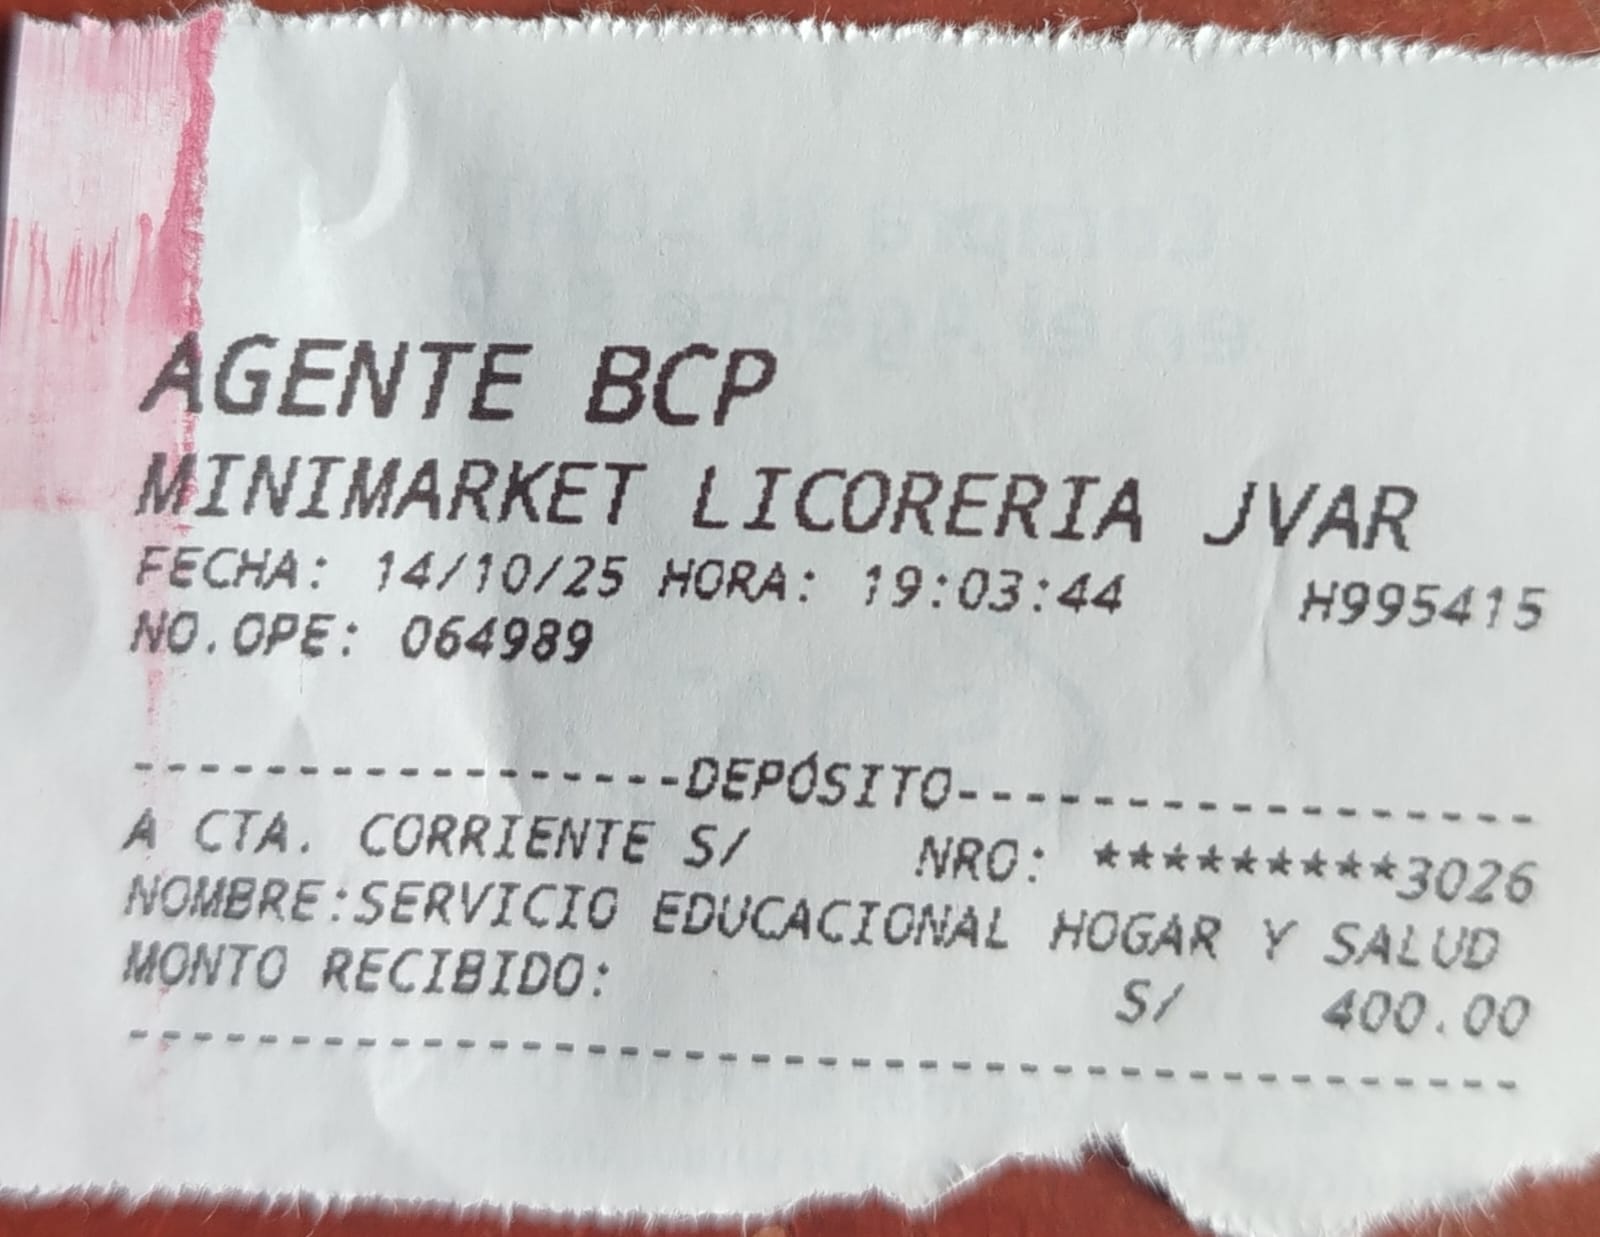 AGENTE BCP
MINIMARKET LICORERIA JVAR
FECHA: 14/10/25 HORA: 19:03:44 H995415
NO.OPE: 064989
------------------DEPÓSITO-------------------
A CTA. CORRIENTE S/ NRO: *********3026
NOMBRE:SERVICIO EDUCACIONAL HOGAR Y SALUD
MONTO RECIBIDO: S/ 400.00